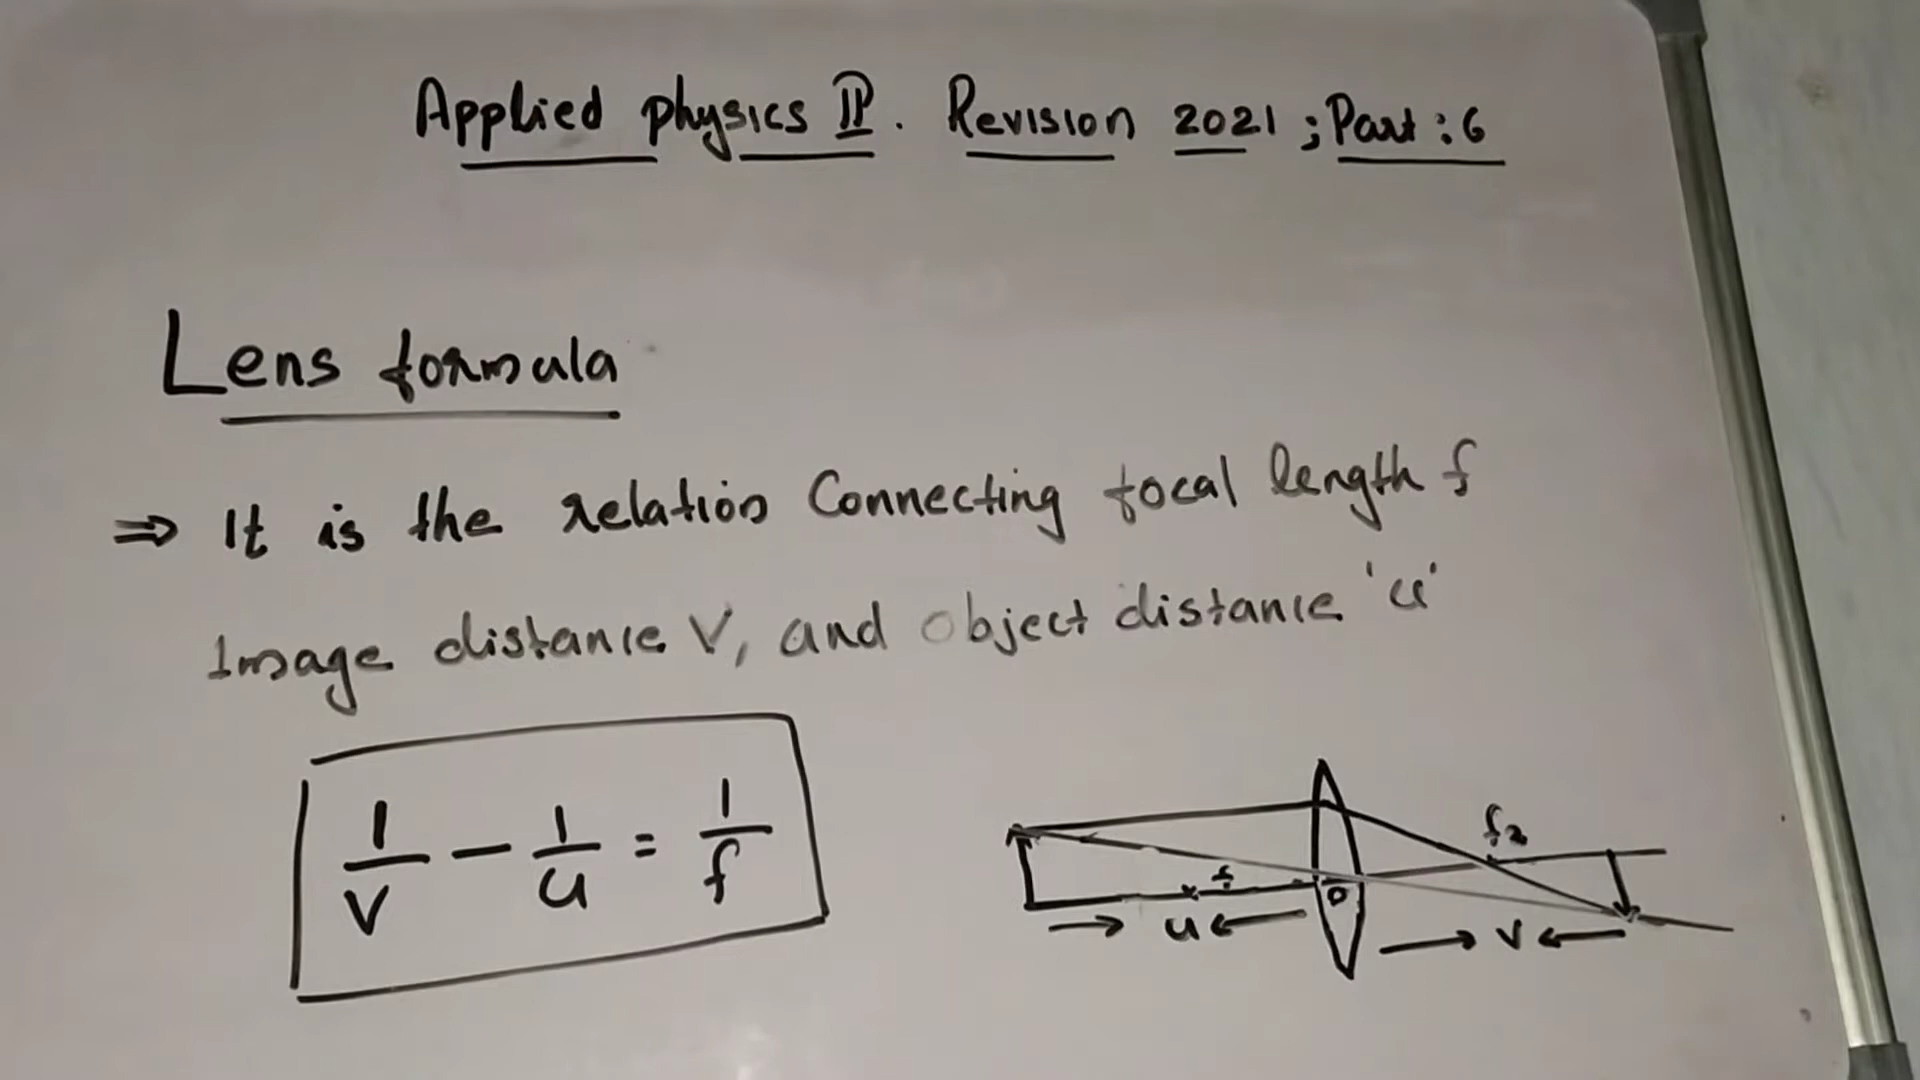 Applied physics II. Revision 2021 ; Part : 6
Lens formula
⇒ It is the relation Connecting focal length f
Image distance V, and object distance 'u'
1/v - 1/u = 1/f
f2
f
O
→ u ←
→ v ←